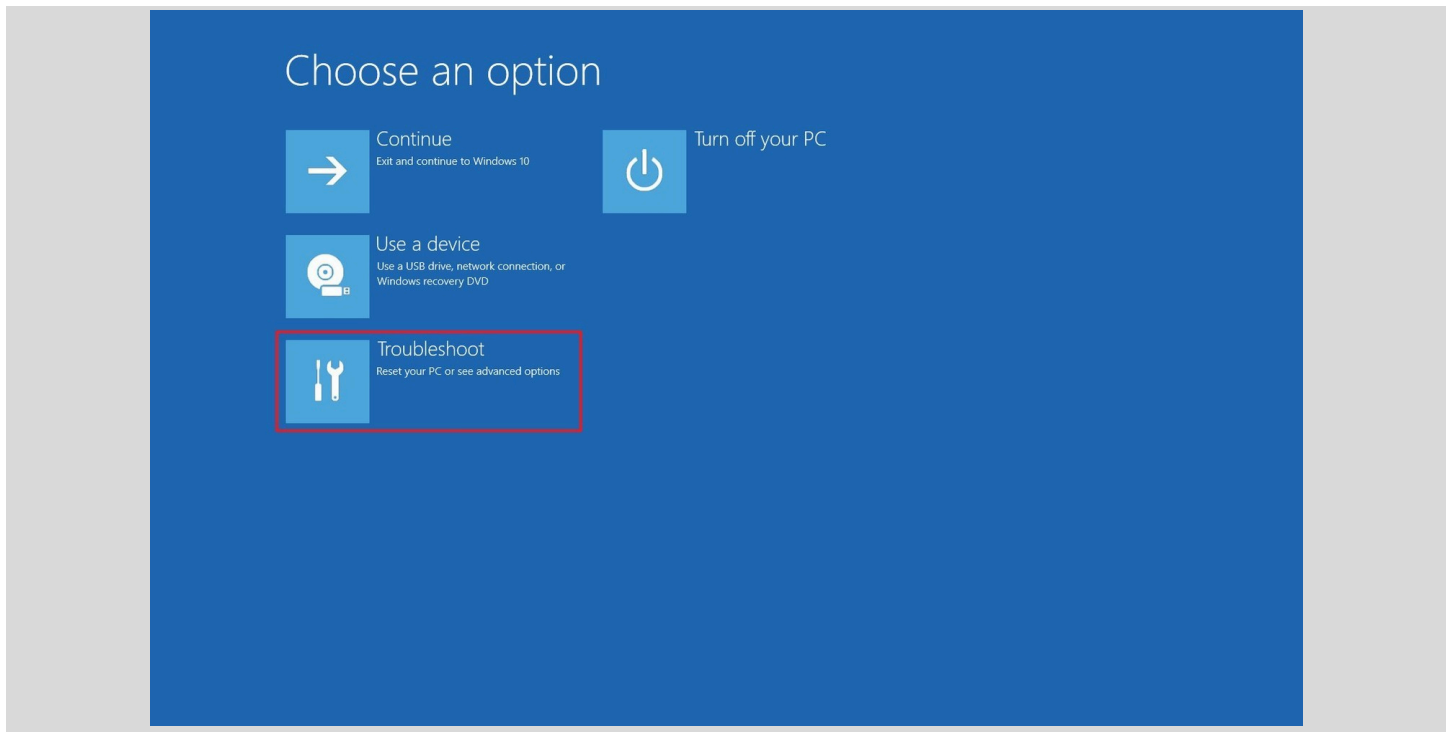 Choose an option
Continue
Exit and continue to Windows 10
Turn off your PC
Use a device
Use a USB drive, network connection, or
Windows recovery DVD
Troubleshoot
Reset your PC or see advanced options